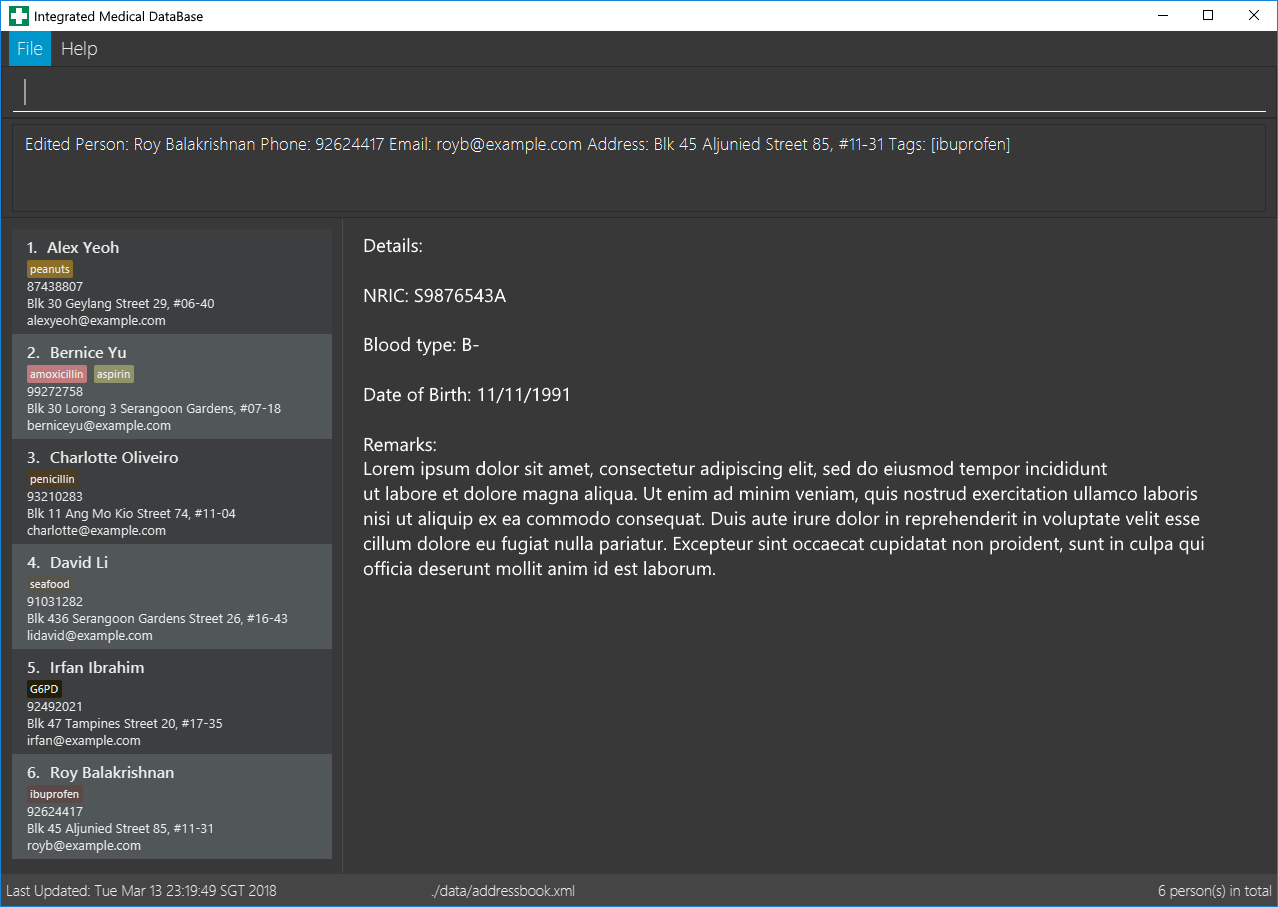 Integrated Medical DataBase
File Help
Edited Person: Roy Balakrishnan Phone: 92624417 Email: royb@example.com Address: Blk 45 Aljunied Street 85, #11-31 Tags: [ibuprofen]
1. Alex Yeoh
peanuts
87438807
Blk 30 Geylang Street 29, #06-40
alexyeoh@example.com
2. Bernice Yu
amoxicillin aspirin
99272758
Blk 30 Lorong 3 Serangoon Gardens, #07-18
berniceyu@example.com
3. Charlotte Oliveiro
penicillin
93210283
Blk 11 Ang Mo Kio Street 74, #11-04
charlotte@example.com
4. David Li
seafood
91031282
Blk 436 Serangoon Gardens Street 26, #16-43
lidavid@example.com
5. Irfan Ibrahim
G6PD
92492021
Blk 47 Tampines Street 20, #17-35
irfan@example.com
6. Roy Balakrishnan
ibuprofen
92624417
Blk 45 Aljunied Street 85, #11-31
royb@example.com
Details:
NRIC: S9876543A
Blood type: B-
Date of Birth: 11/11/1991
Remarks:
Lorem ipsum dolor sit amet, consectetur adipiscing elit, sed do eiusmod tempor incididunt
ut labore et dolore magna aliqua. Ut enim ad minim veniam, quis nostrud exercitation ullamco laboris
nisi ut aliquip ex ea commodo consequat. Duis aute irure dolor in reprehenderit in voluptate velit esse
cillum dolore eu fugiat nulla pariatur. Excepteur sint occaecat cupidatat non proident, sunt in culpa qui
officia deserunt mollit anim id est laborum.
Last Updated: Tue Mar 13 23:19:49 SGT 2018
./data/addressbook.xml
6 person(s) in total